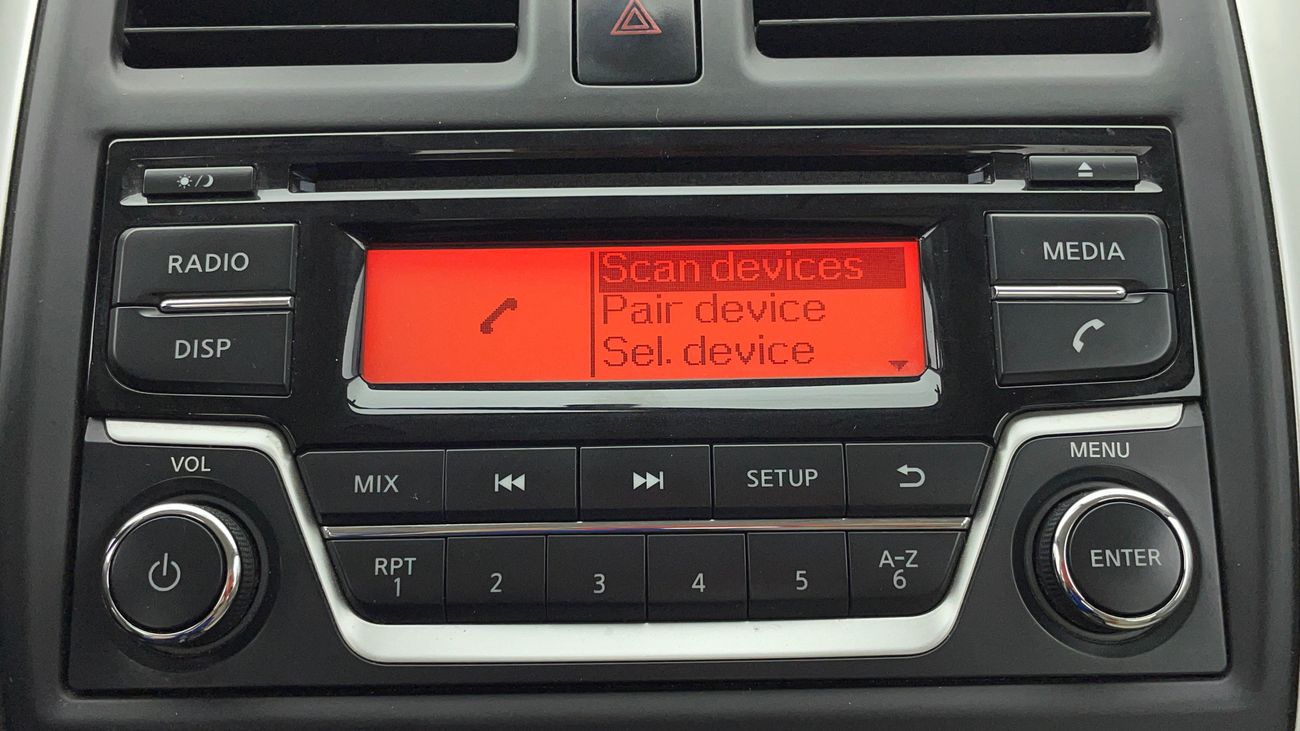 RADIO
DISP
Scan devices
Pair device
Sel. device
MEDIA
VOL
MENU
MIX
SETUP
ENTER
RPT
1
2
3
4
5
A-Z
6